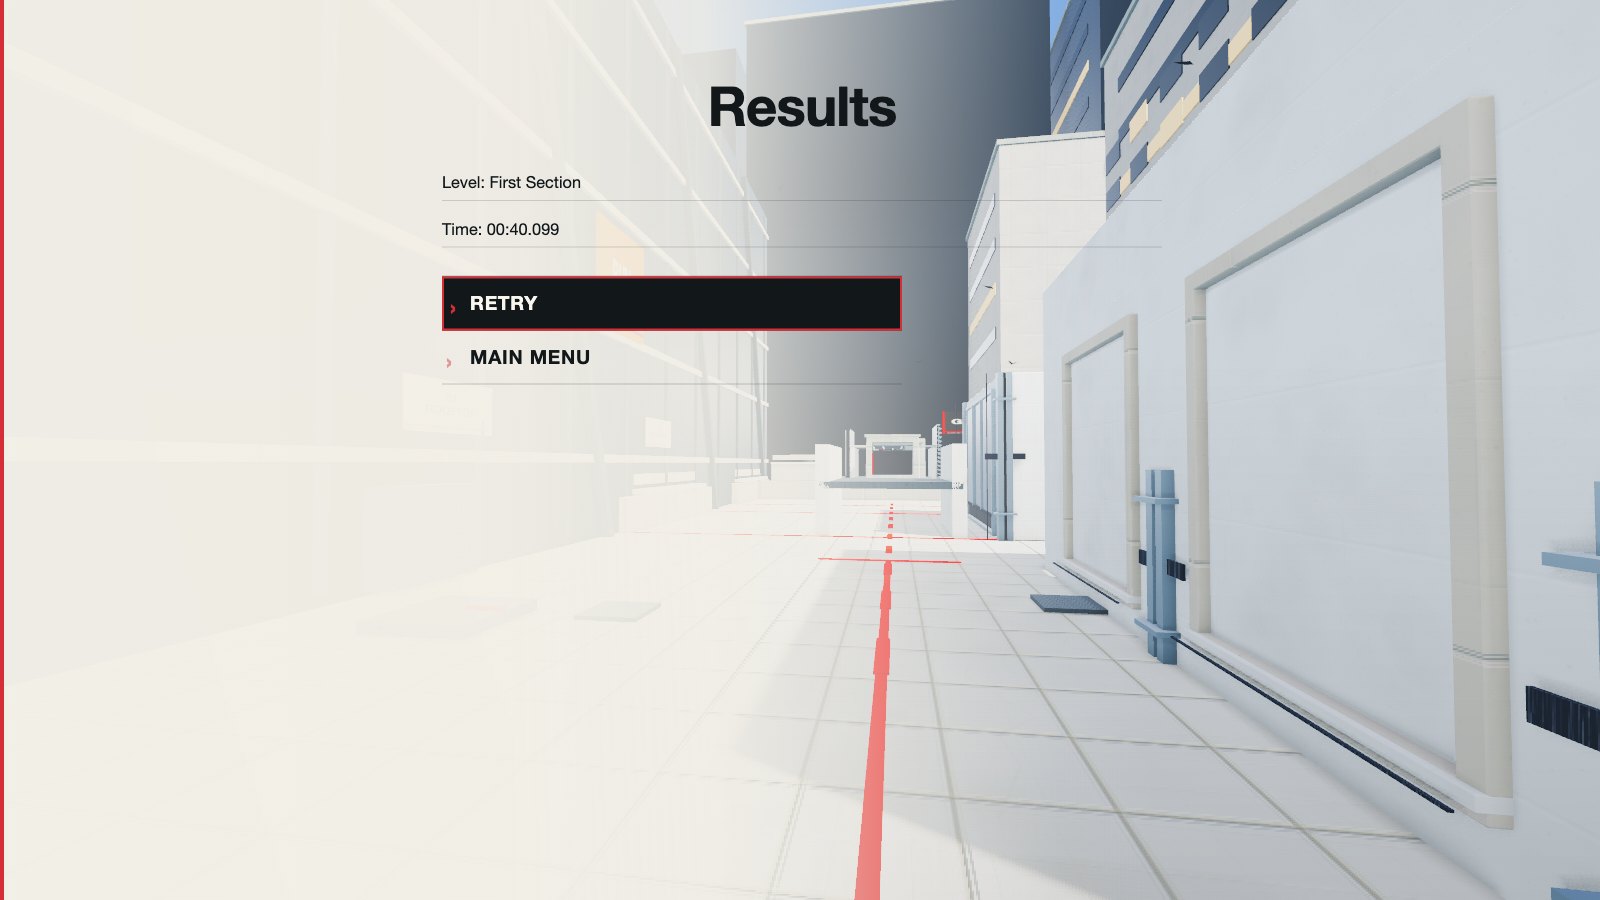 Results
Level: First Section
Time: 00:40.099
RETRY
MAIN MENU